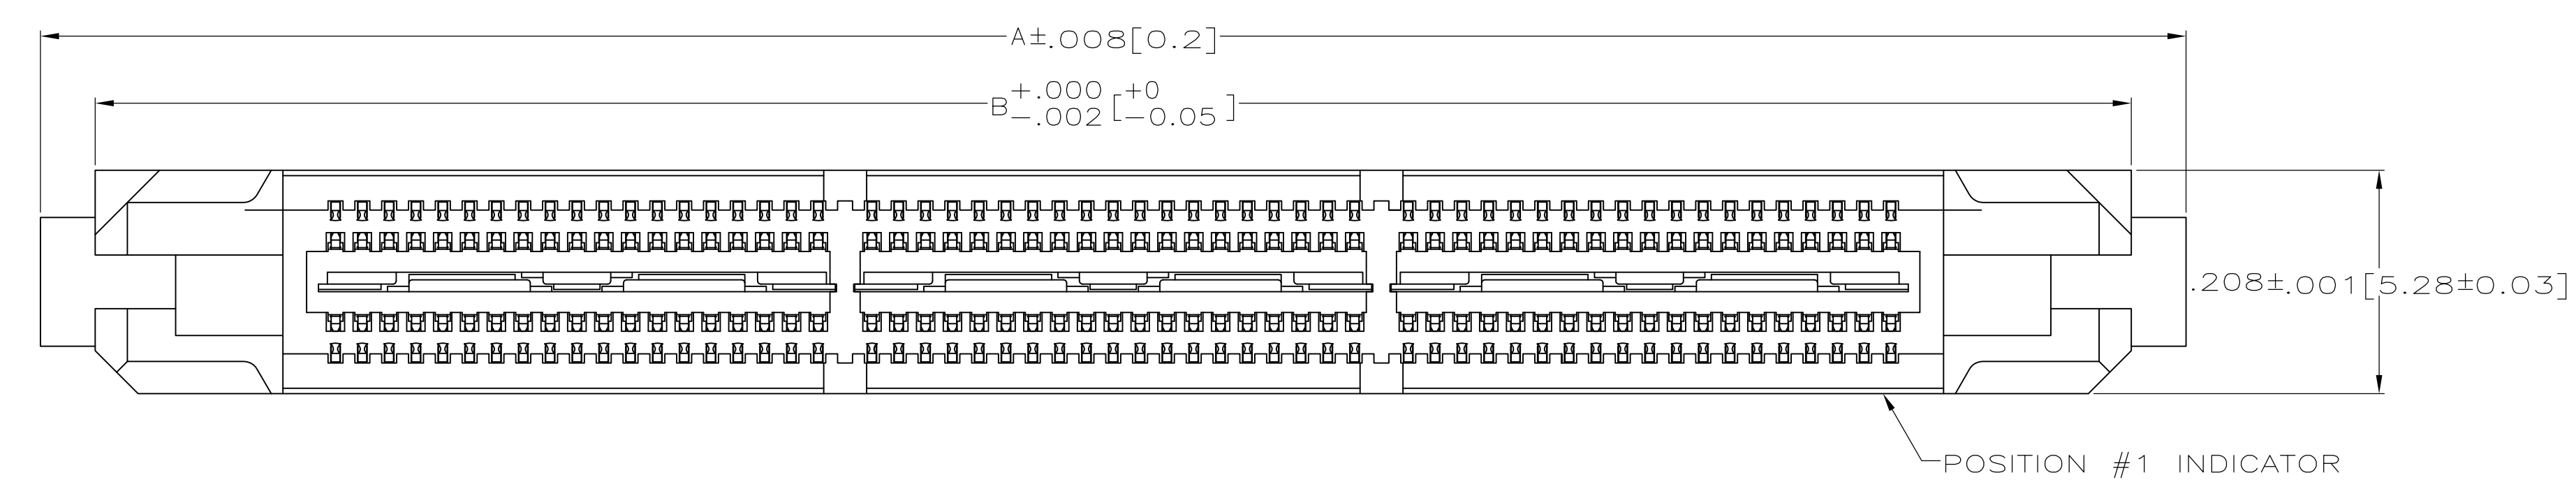 A±.008[0.2]
B +.000 [+0
-.002 -0.05]
.208±.001[5.28±0.03]
POSITION #1 INDICATOR